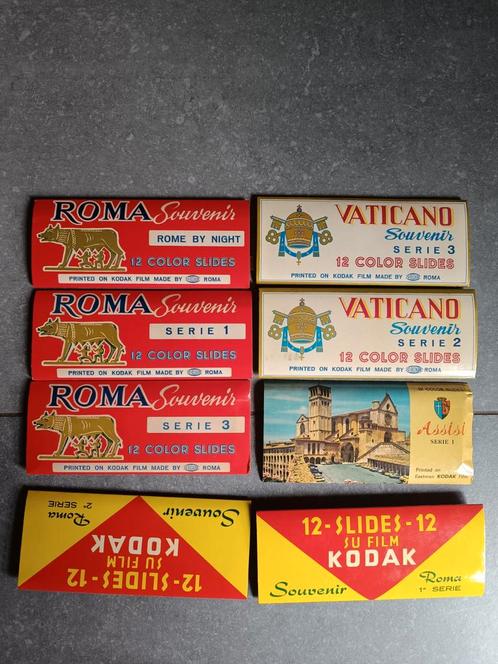 ROMA Souvenir
ROME BY NIGHT
12 COLOR SLIDES
PRINTED ON KODAK FILM MADE BY ROMA
VATICANO
Souvenir
SERIE 3
12 COLOR SLIDES
PRINTED ON KODAK FILM MADE BY ROMA
ROMA Souvenir
SERIE 1
12 COLOR SLIDES
PRINTED ON KODAK FILM MADE BY ROMA
VATICANO
Souvenir
SERIE 2
12 COLOR SLIDES
PRINTED ON KODAK FILM MADE BY ROMA
ROMA Souvenir
SERIE 3
12 COLOR SLIDES
PRINTED ON KODAK FILM MADE BY ROMA
12 COLOR SLIDES
Assisi
SERIE 1
Printed on
Eastman KODAK Film
12-SLIDES-12
SU FILM
KODAK
Souvenir Roma
2ª SERIE
12-SLIDES-12
SU FILM
KODAK
Souvenir Roma
1ª SERIE